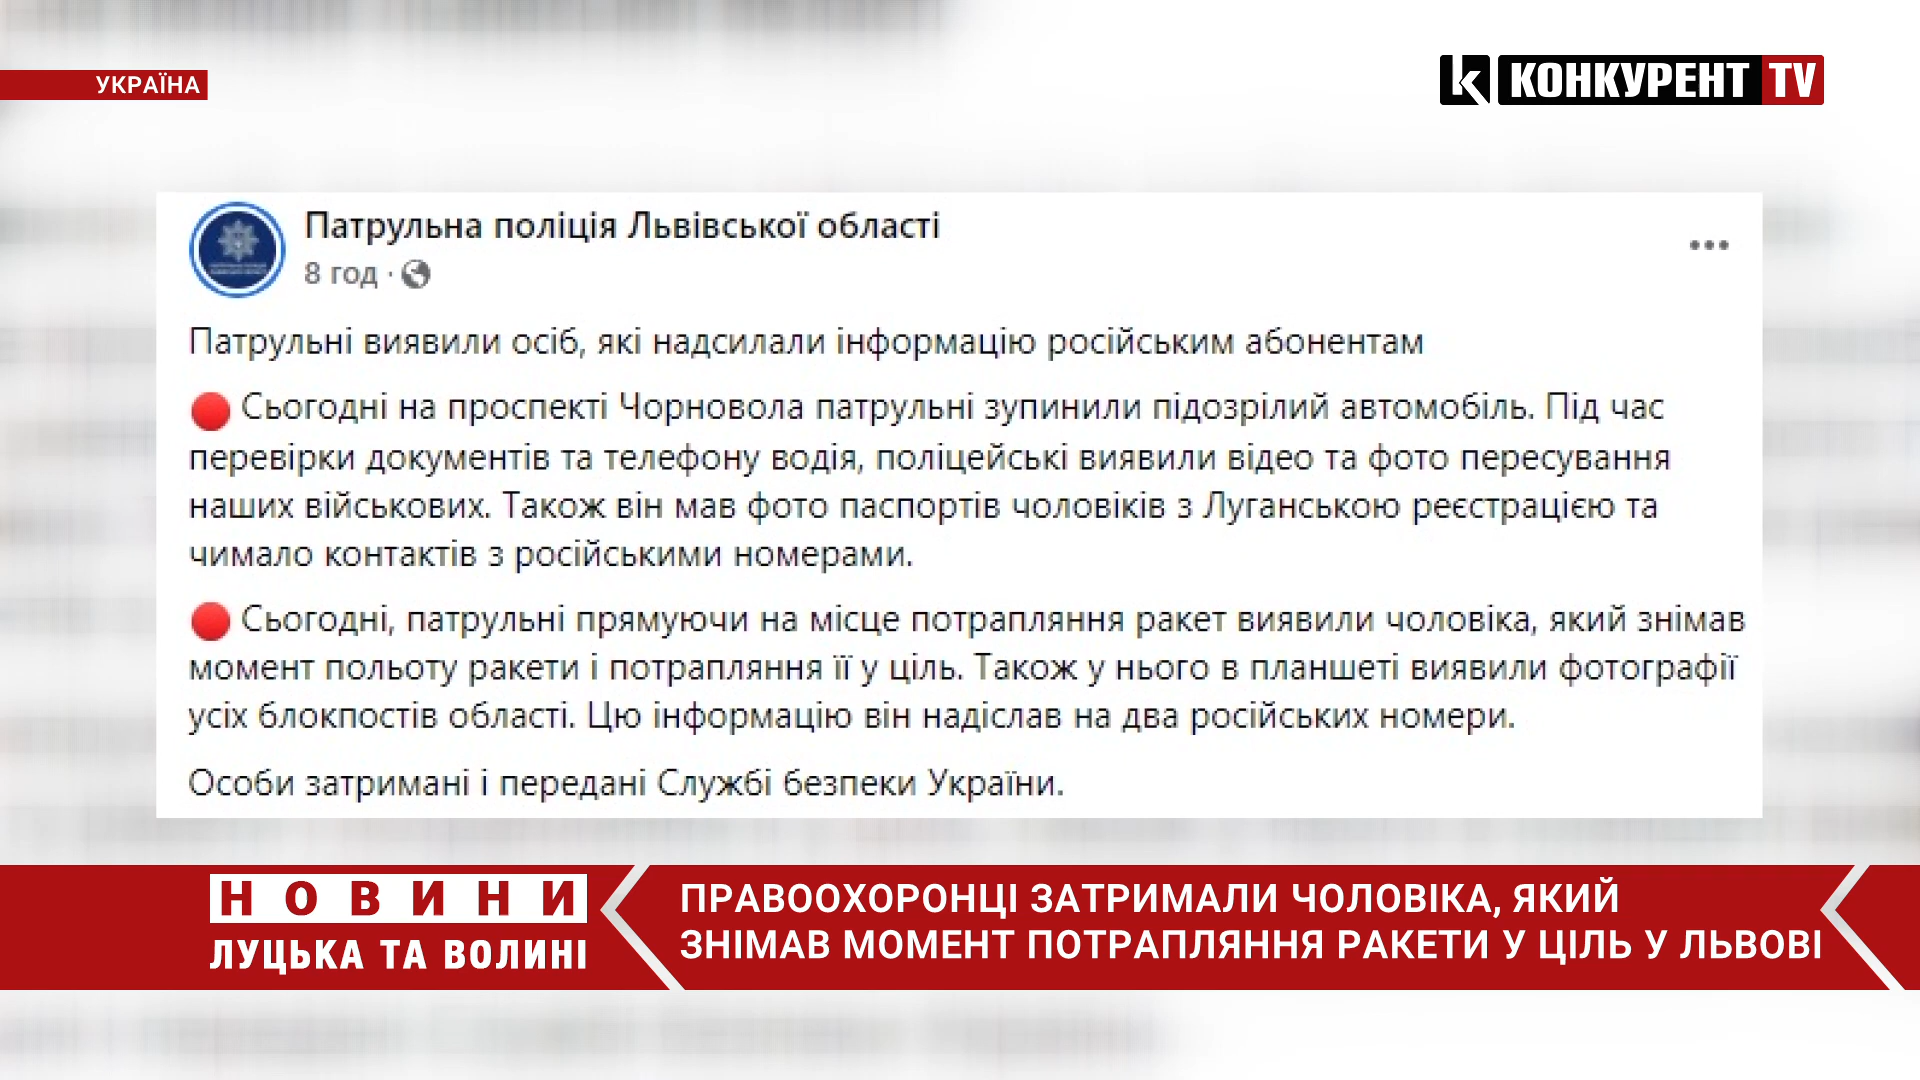 УКРАЇНА
k КОНКУРЕНТ TV
Патрульна поліція Львівської області
8 год ·
Патрульні виявили осіб, які надсилали інформацію російським абонентам
Сьогодні на проспекті Чорновола патрульні зупинили підозрілий автомобіль. Під час
перевірки документів та телефону водія, поліцейські виявили відео та фото пересування
наших військових. Також він мав фото паспортів чоловіків з Луганською реєстрацією та
чимало контактів з російськими номерами.
Сьогодні, патрульні прямуючи на місце потрапляння ракет виявили чоловіка, який знімав
момент польоту ракети і потрапляння її у ціль. Також у нього в планшеті виявили фотографії
усіх блокпостів області. Цю інформацію він надіслав на два російських номери.
Особи затримані і передані Службі безпеки України.
НОВИНИ
ЛУЦЬКА ТА ВОЛИНІ
ПРАВООХОРОНЦІ ЗАТРИМАЛИ ЧОЛОВІКА, ЯКИЙ
ЗНІМАВ МОМЕНТ ПОТРАПЛЯННЯ РАКЕТИ У ЦІЛЬ У ЛЬВОВІ